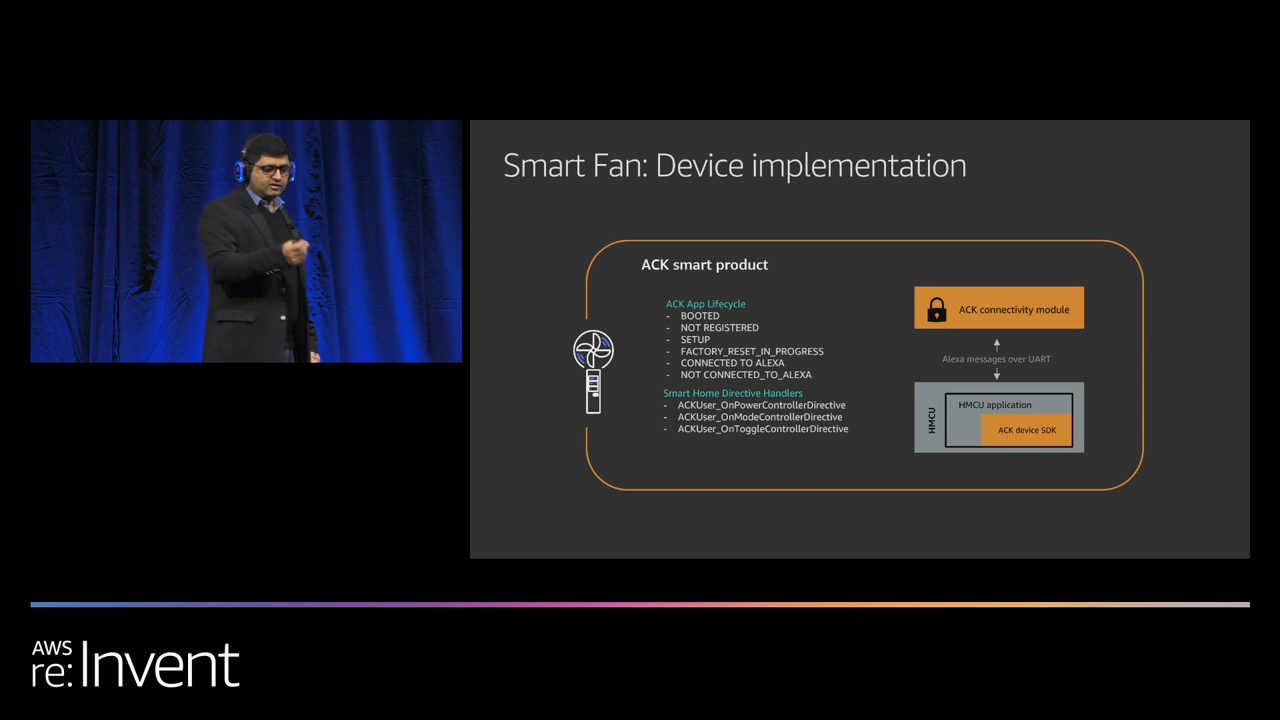 Smart Fan: Device implementation
ACK smart product
ACK App Lifecycle
- BOOTED
- NOT REGISTERED
- SETUP
- FACTORY_RESET_IN_PROGRESS
- CONNECTED TO ALEXA
- NOT CONNECTED_TO_ALEXA
Smart Home Directive Handlers
- ACKUser_OnPowerControllerDirective
- ACKUser_OnModeControllerDirective
- ACKUser_OnToggleControllerDirective
ACK connectivity module
Alexa messages over UART
HMCU
HMCU application
ACK device SDK
AWS
re:Invent